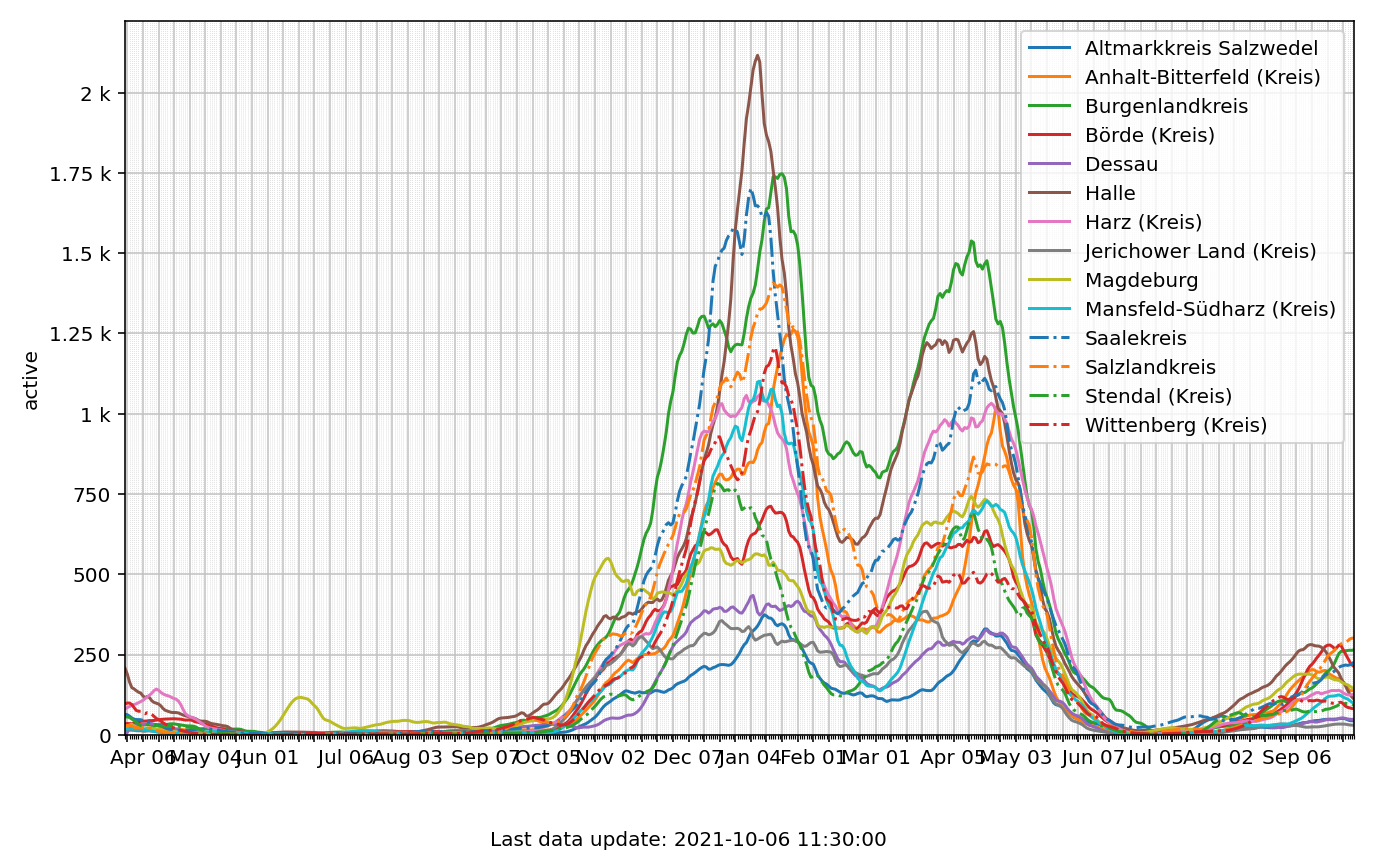 2 k
1.75 k
1.5 k
1.25 k
1 k
750
500
250
0
active
Altmarkkreis Salzwedel
Anhalt-Bitterfeld (Kreis)
Burgenlandkreis
Börde (Kreis)
Dessau
Halle
Harz (Kreis)
Jerichower Land (Kreis)
Magdeburg
Mansfeld-Südharz (Kreis)
Saalekreis
Salzlandkreis
Stendal (Kreis)
Wittenberg (Kreis)
Apr 06 May 04 Jun 01 Jul 06 Aug 03 Sep 07 Oct 05 Nov 02 Dec 07 Jan 04 Feb 01 Mar 01 Apr 05 May 03 Jun 07 Jul 05 Aug 02 Sep 06
Last data update: 2021-10-06 11:30:00